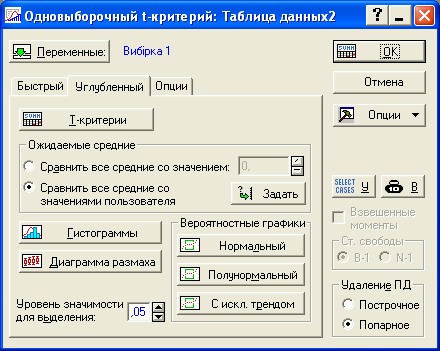 Одновыборочный t-критерий: Таблица данных2
Переменные: Вибірка 1
OK
Отмена
Опции
Быстрый Углубленный Опции
T-критерии
Ожидаемые средние
Сравнить все средние со значением: 0,
Сравнить все средние со
значениями пользователя
Задать
SELECT
CASES У В
Взвешенные
моменты
Ст. свободы
В-1 N-1
Гистограммы
Диаграмма размаха
Вероятностные графики
Нормальный
Полунормальный
С искл. трендом
Уровень значимости
для выделения: ,05
Удаление ПД
Построчное
Попарное